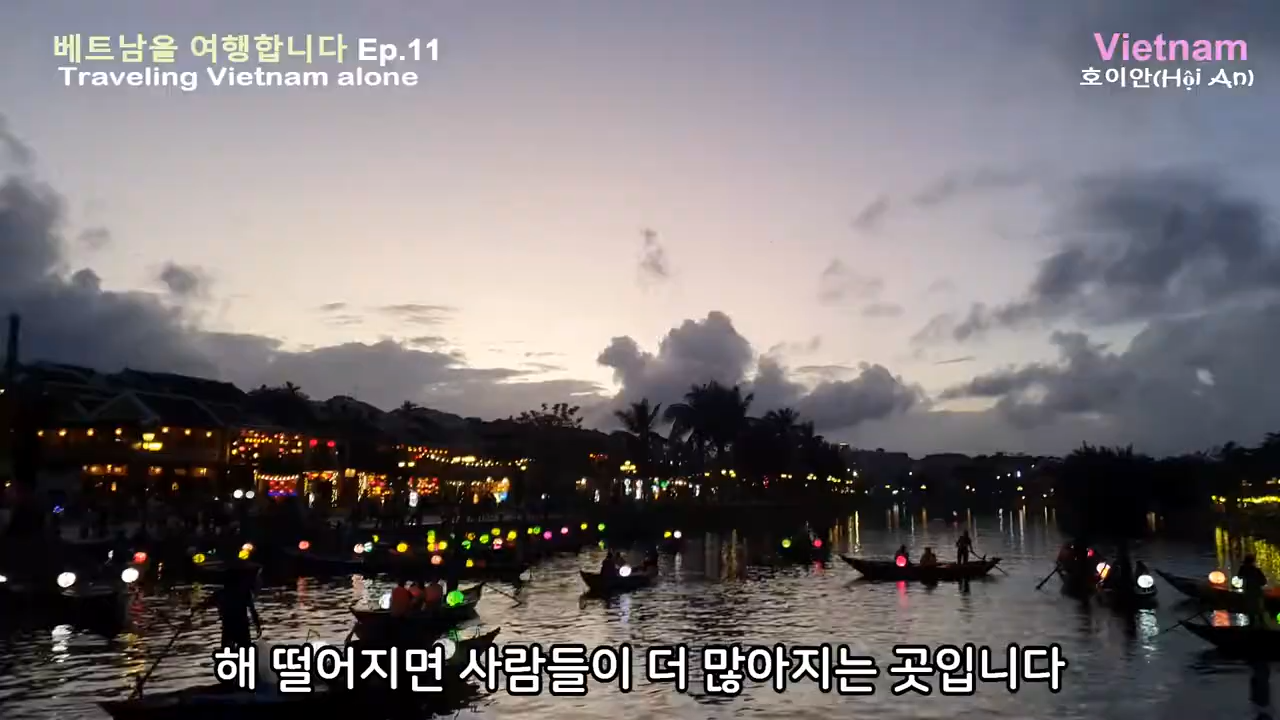 베트남을 여행합니다 Ep.11
Traveling Vietnam alone
Vietnam
호이안(Hội An)
해 떨어지면 사람들이 더 많아지는 곳입니다